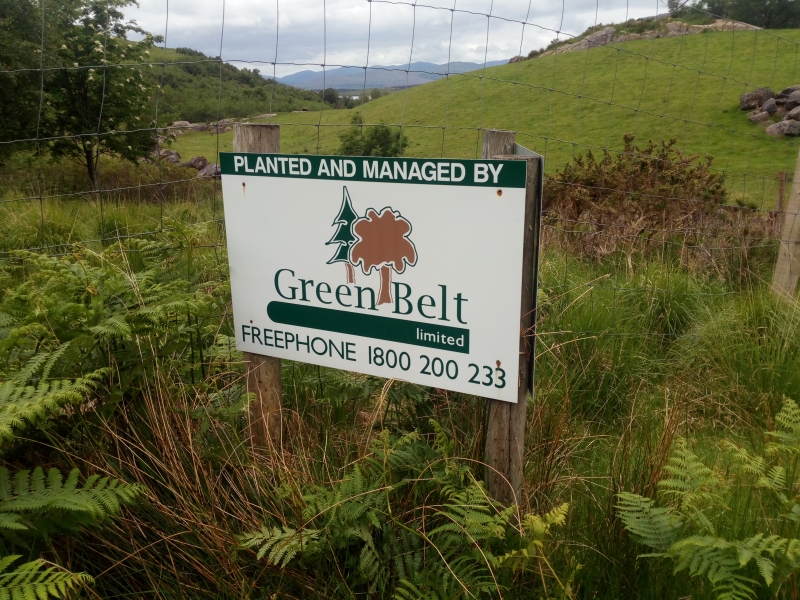 PLANTED AND MANAGED BY
Green Belt
limited
FREEPHONE 1800 200 233